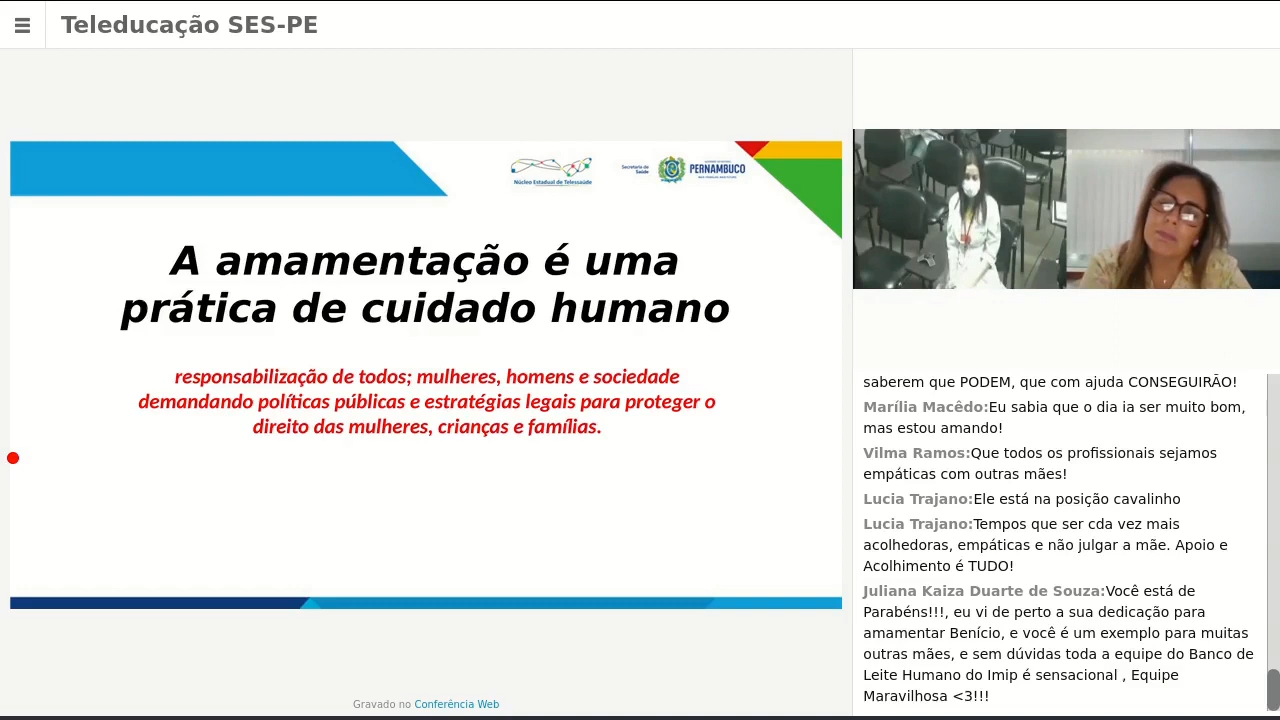 Teleducação SES-PE
Núcleo Estadual de Telessaúde
Secretaria de
Saúde
PERNAMBUCO
A amamentação é uma
prática de cuidado humano
responsabilização de todos; mulheres, homens e sociedade
demandando políticas públicas e estratégias legais para proteger o
direito das mulheres, crianças e famílias.
Gravado no Conferência Web
saberem que PODEM, que com ajuda CONSEGUIRÃO!
Marília Macêdo:Eu sabia que o dia ia ser muito bom,
mas estou amando!
Vilma Ramos:Que todos os profissionais sejamos
empáticas com outras mães!
Lucia Trajano:Ele está na posição cavalinho
Lucia Trajano:Tempos que ser cda vez mais
acolhedoras, empáticas e não julgar a mãe. Apoio e
Acolhimento é TUDO!
Juliana Kaiza Duarte de Souza:Você está de
Parabéns!!!, eu vi de perto a sua dedicação para
amamentar Benício, e você é um exemplo para muitas
outras mães, e sem dúvidas toda a equipe do Banco de
Leite Humano do Imip é sensacional , Equipe
Maravilhosa <3!!!